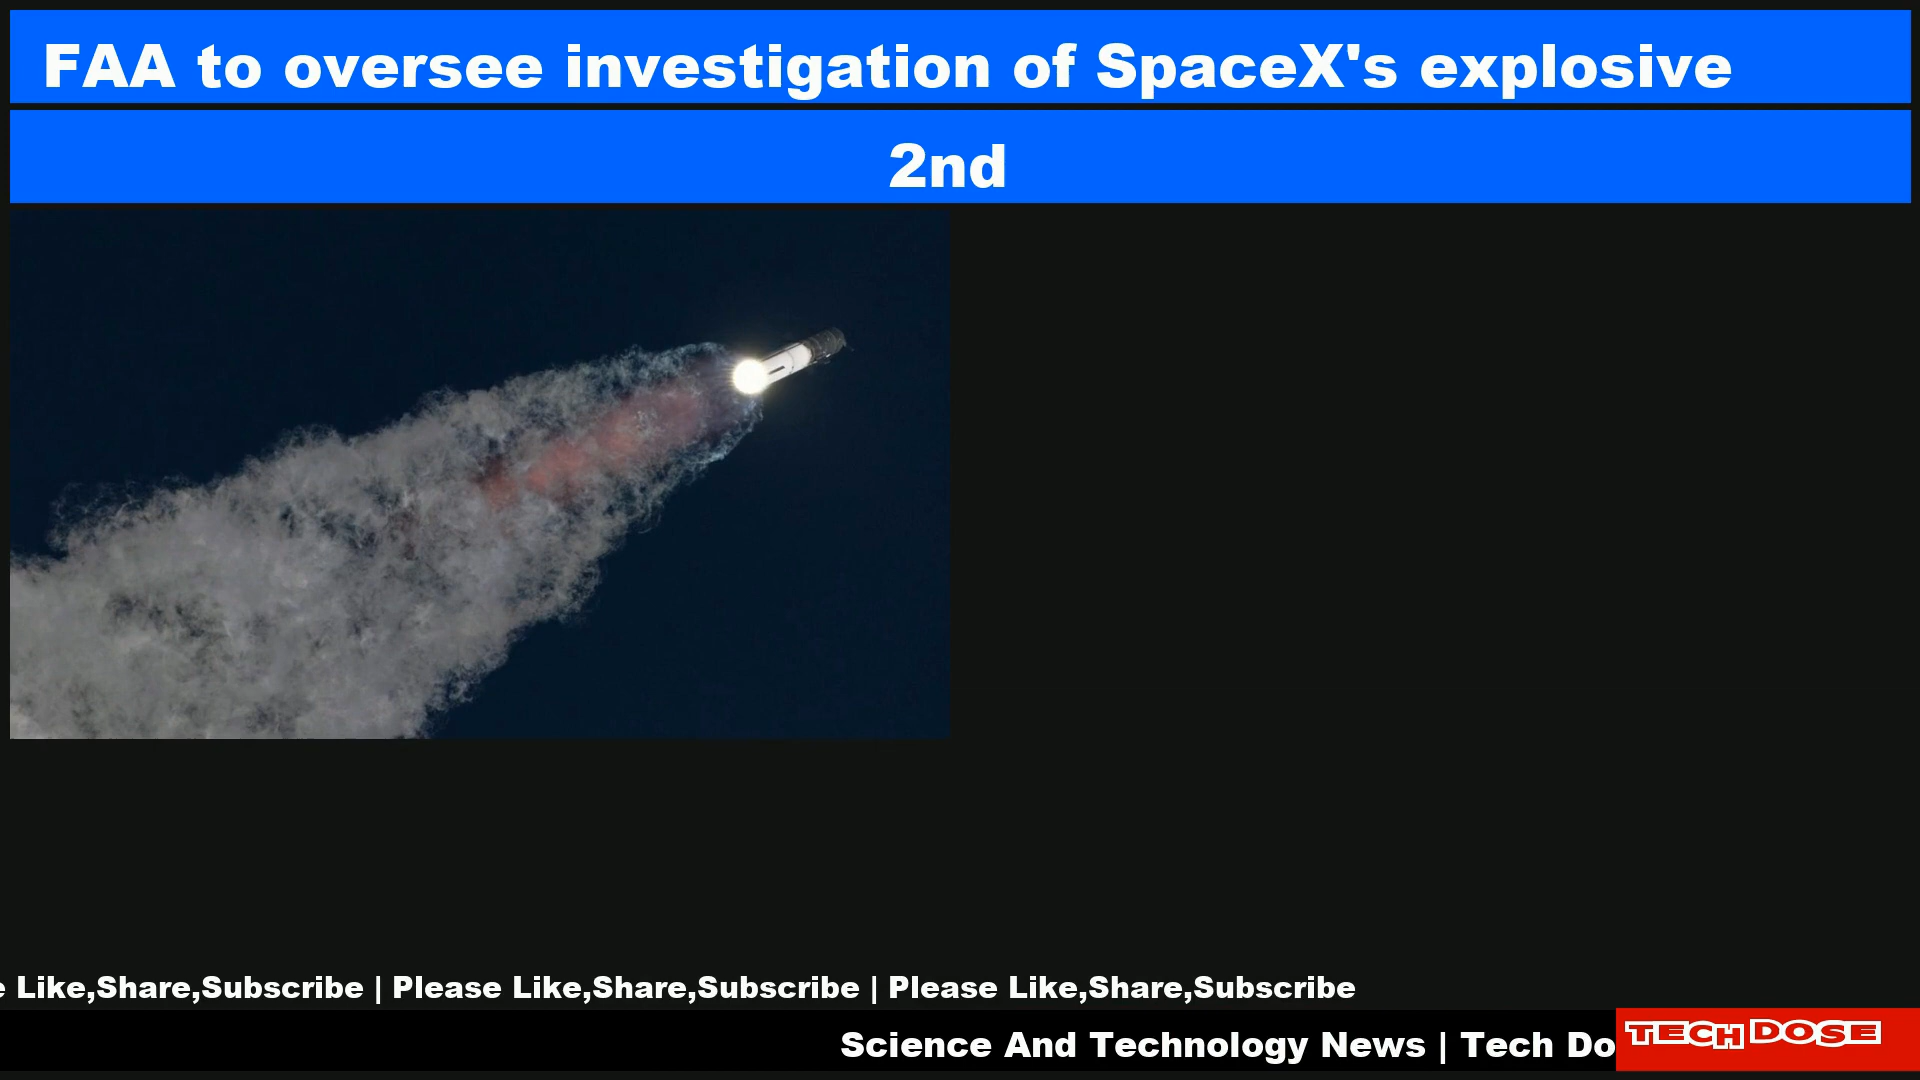 FAA to oversee investigation of SpaceX's explosive
2nd
Like,Share,Subscribe | Please Like,Share,Subscribe | Please Like,Share,Subscribe
Science And Technology News | Tech Do
TECH DOSE